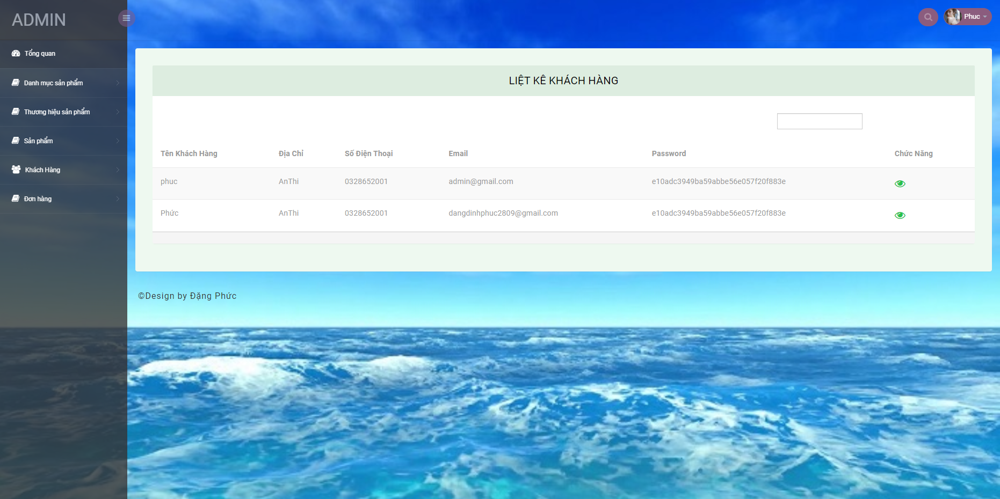 ADMIN
Phuc
Tổng quan
Danh mục sản phẩm
Thương hiệu sản phẩm
Sản phẩm
Khách Hàng
Đơn hàng
LIỆT KÊ KHÁCH HÀNG
Tên Khách Hàng Địa Chỉ Số Điện Thoại Email Password Chức Năng
phuc AnThi 0328652001 admin@gmail.com e10adc3949ba59abbe56e057f20f883e
Phức AnThi 0328652001 dangdinhphuc2809@gmail.com e10adc3949ba59abbe56e057f20f883e
©Design by Đặng Phức